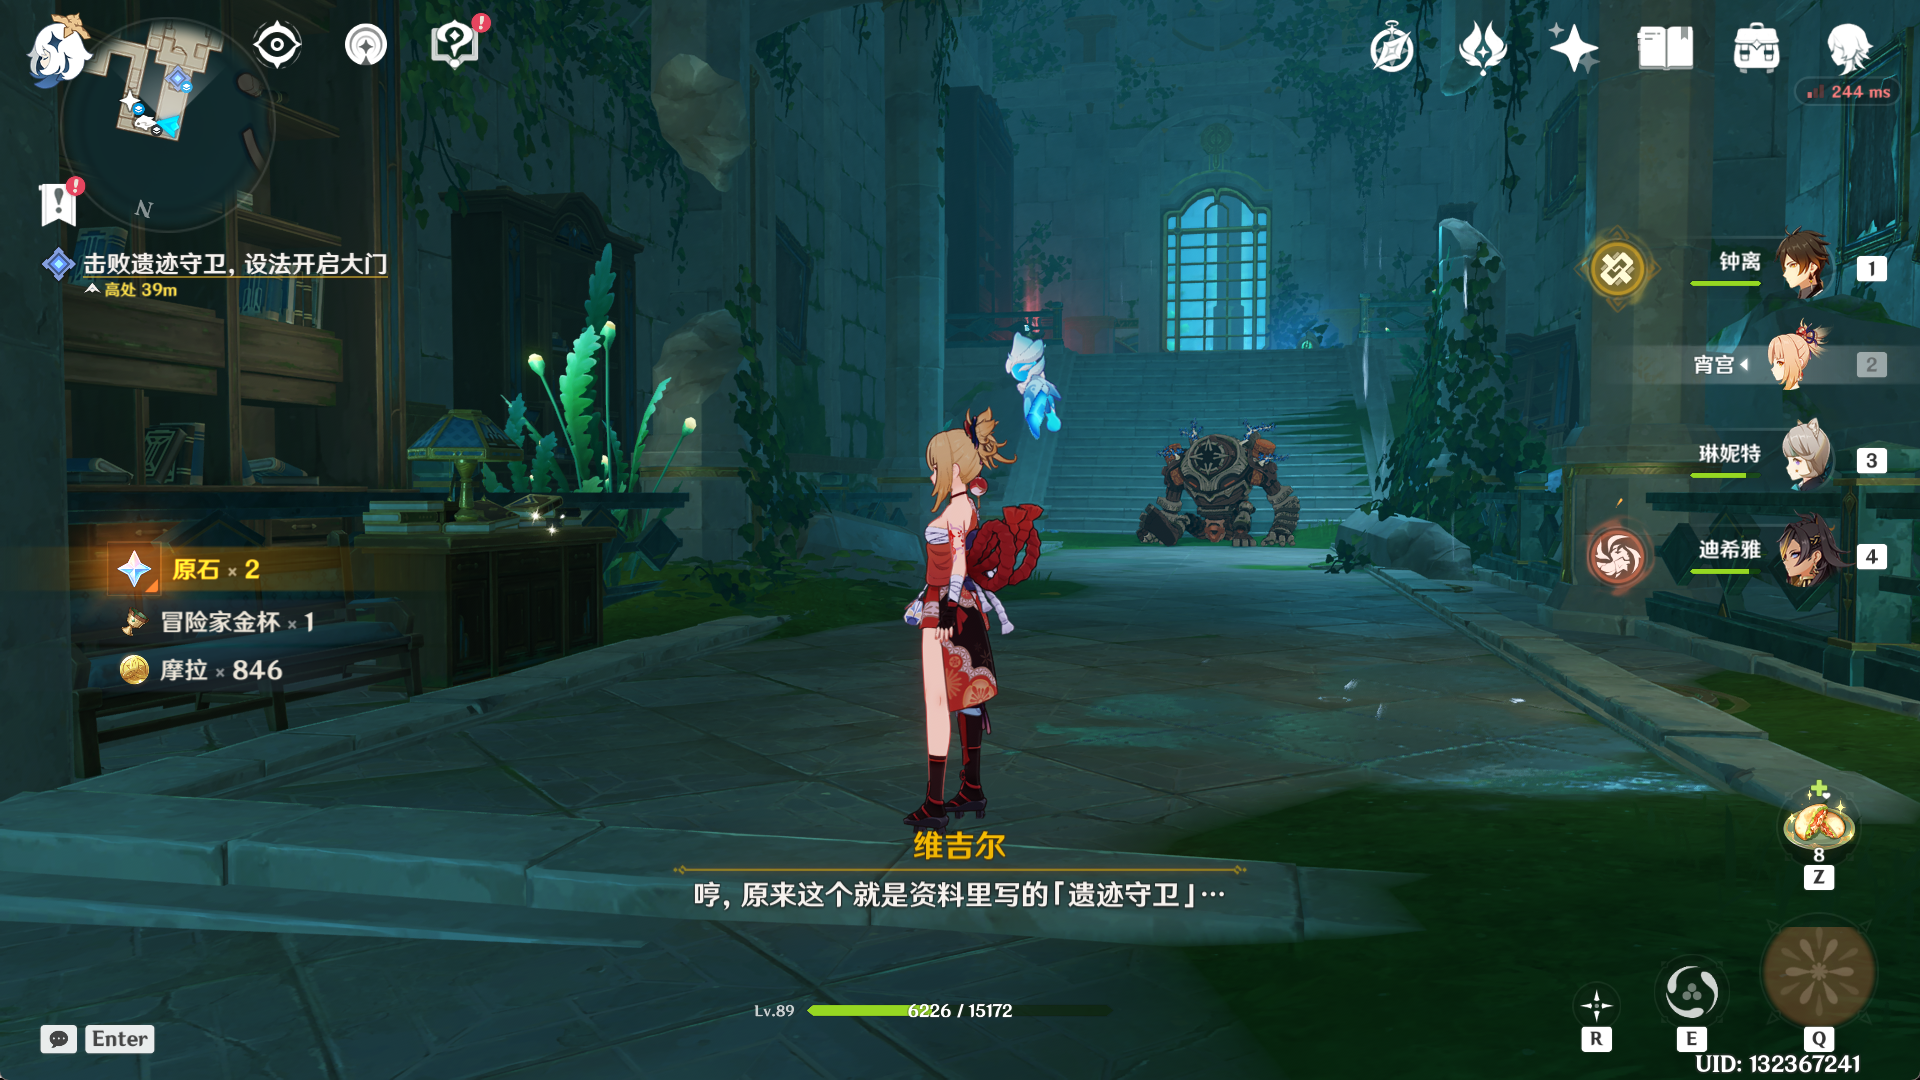 244 ms
N
击败遗迹守卫，设法开启大门
高处 39m
钟离
1
宵宫
2
琳妮特
3
迪希雅
4
原石 × 2
冒险家金杯 × 1
摩拉 × 846
维吉尔
哼，原来这个就是资料里写的「遗迹守卫」…
8
Z
Lv.89
6226 / 15172
Enter
R
E
Q
UID: 132367241